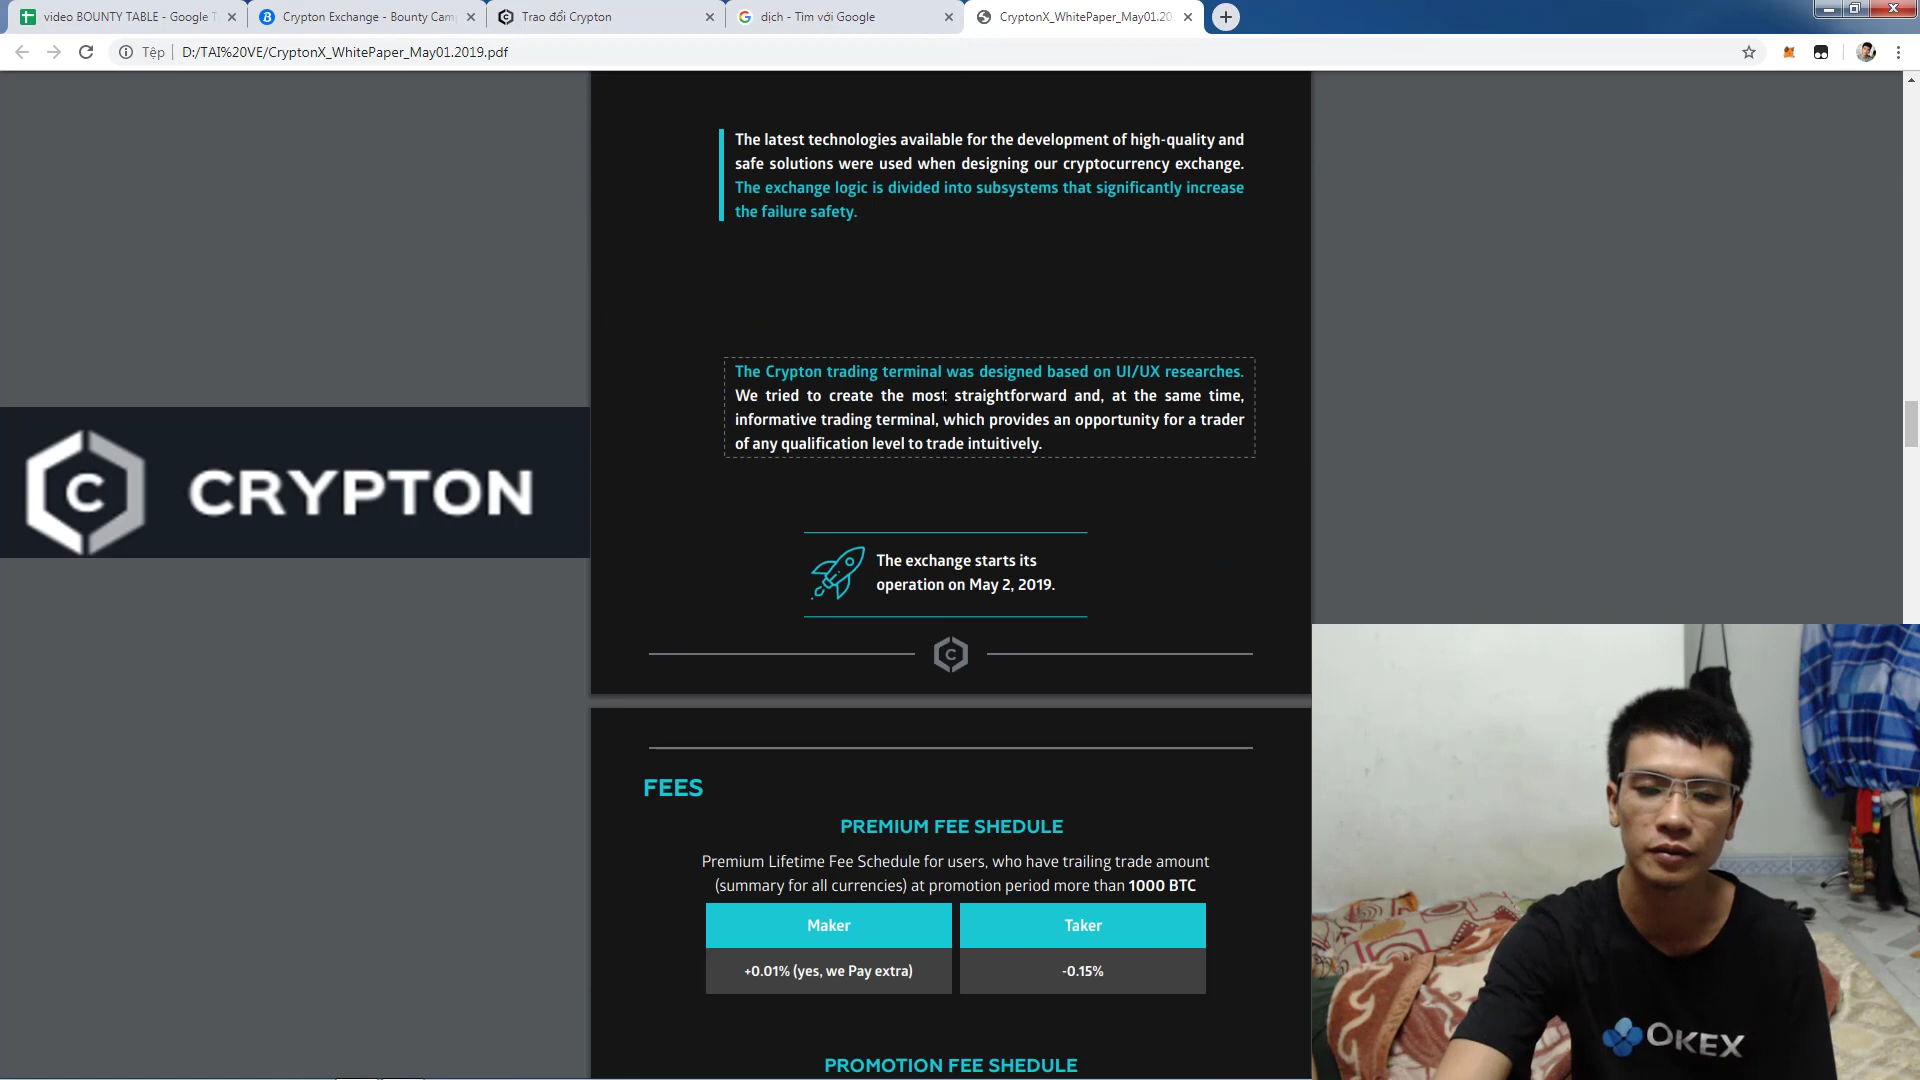 video BOUNTY TABLE - Google T
Crypton Exchange - Bounty Cam
Trao đổi Crypton
dịch - Tìm với Google
CryptonX_WhitePaper_May01.20
Tệp
D:/TAI%20VE/CryptonX_WhitePaper_May01.2019.pdf
The latest technologies available for the development of high-quality and
safe solutions were used when designing our cryptocurrency exchange.
The exchange logic is divided into subsystems that significantly increase
the failure safety.
The Crypton trading terminal was designed based on UI/UX researches.
We tried to create the most straightforward and, at the same time,
informative trading terminal, which provides an opportunity for a trader
of any qualification level to trade intuitively.
C CRYPTON
The exchange starts its
operation on May 2, 2019.
C
FEES
PREMIUM FEE SHEDULE
Premium Lifetime Fee Schedule for users, who have trailing trade amount
(summary for all currencies) at promotion period more than 1000 BTC
Maker
Taker
+0.01% (yes, we Pay extra)
-0.15%
PROMOTION FEE SHEDULE
OKEX